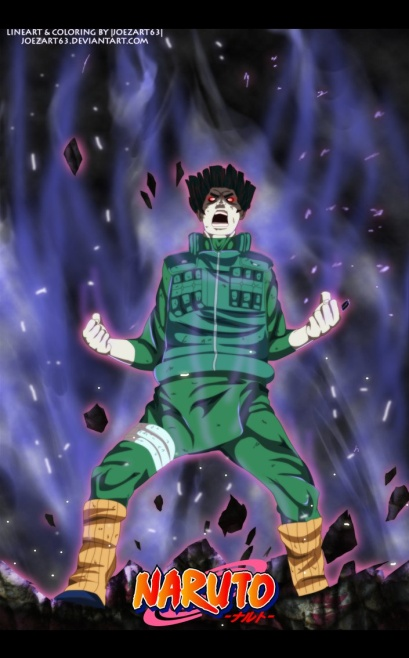 LINEART & COLORING BY |JOEZART63|
JOEZART63.DEVIANTART.COM
NARUTO
-ナルト-